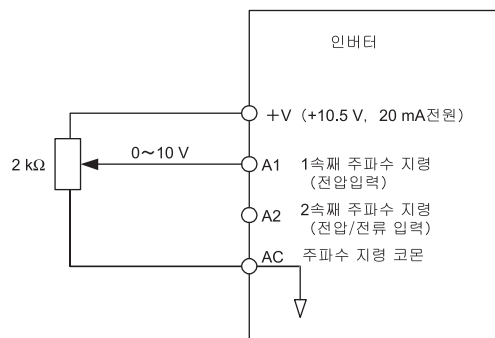 인버터
+V (+10.5 V, 20 mA전원)
0~10 V
2 kΩ
A1 1속째 주파수 지령
(전압입력)
A2 2속째 주파수 지령
(전압/전류 입력)
AC 주파수 지령 코몬